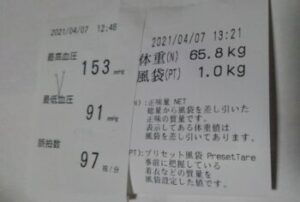 2021/04/07 12:46
最高血圧
153 mmHg
最低血圧
91 mmHg
脈拍数
97 拍/分
2021/04/07 13:21
体重(N) 65.8kg
風袋(PT) 1.0kg
N):正味量 NET
総量から風袋を差し引いた
正味の質量です。
表示してある体重値は
風袋を差し引いて
あります。
PT):プリセット風袋 PresetTare
事前に把握している
着衣などの質量を
風袋設定した値です。